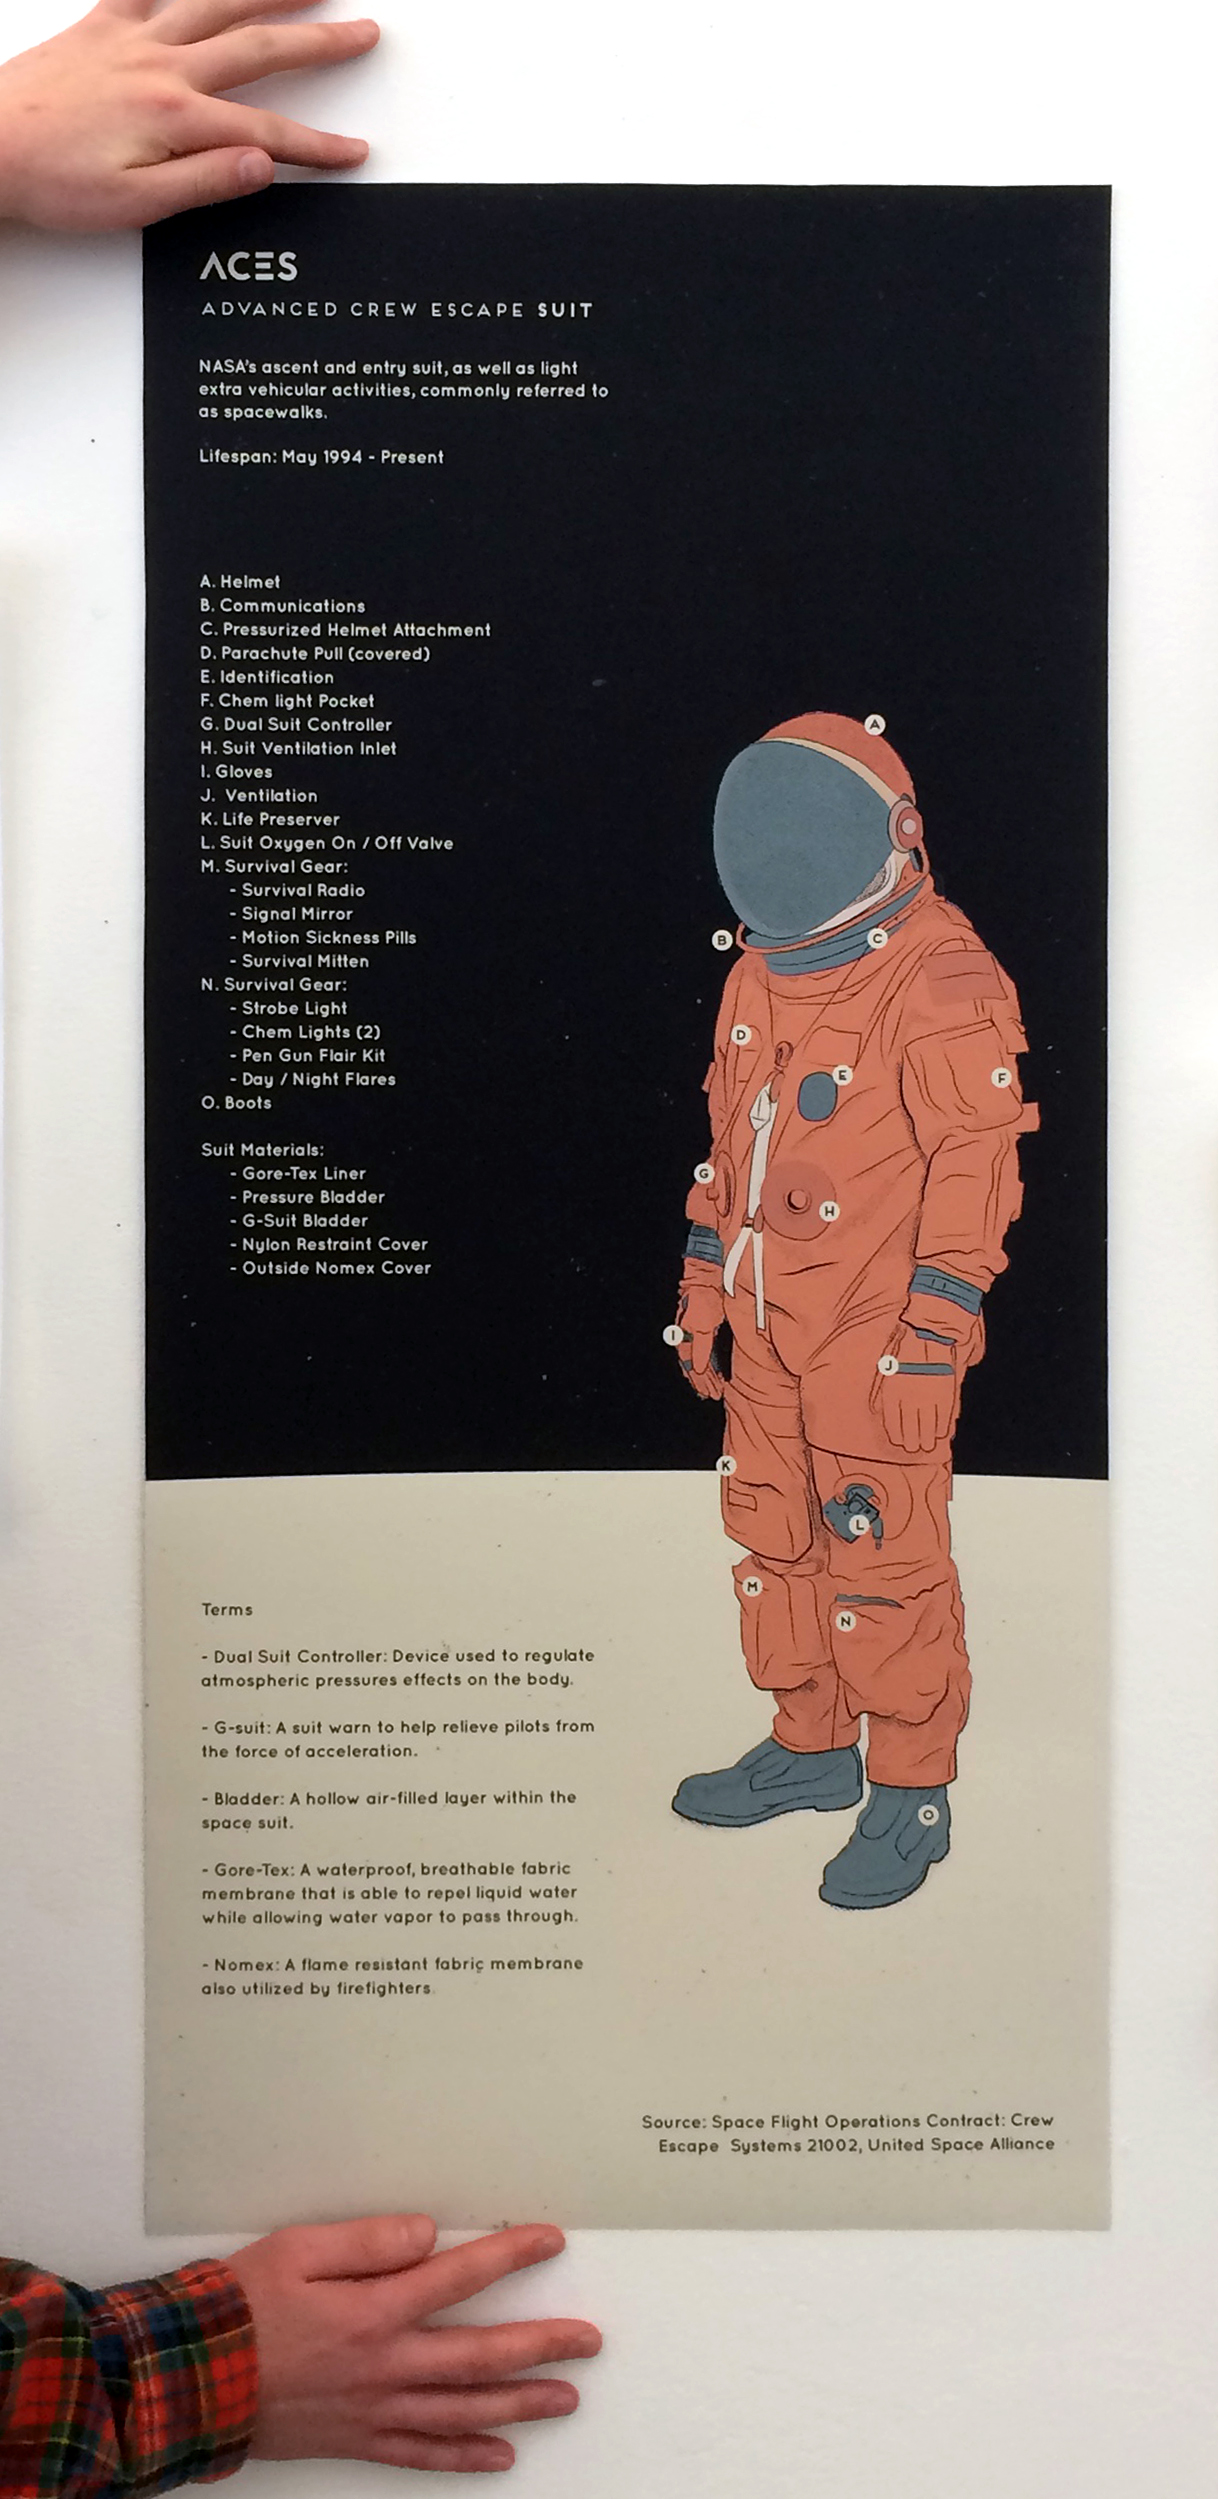 ACES
ADVANCED CREW ESCAPE SUIT
NASA's ascent and entry suit, as well as light
extra vehicular activities, commonly referred to
as spacewalks.
Lifespan: May 1994 - Present
A. Helmet
B. Communications
C. Pressurized Helmet Attachment
D. Parachute Pull (covered)
E. Identification
F. Chem light Pocket
G. Dual Suit Controller
H. Suit Ventilation Inlet
I. Gloves
J. Ventilation
K. Life Preserver
L. Suit Oxygen On / Off Valve
M. Survival Gear:
- Survival Radio
- Signal Mirror
- Motion Sickness Pills
- Survival Mitten
N. Survival Gear:
- Strobe Light
- Chem Lights (2)
- Pen Gun Flair Kit
- Day / Night Flares
O. Boots
Suit Materials:
- Gore-Tex Liner
- Pressure Bladder
- G-Suit Bladder
- Nylon Restraint Cover
- Outside Nomex Cover
A
B
C
D
E
F
G
H
I
J
K
L
M
N
O
Terms
- Dual Suit Controller: Device used to regulate
atmospheric pressures effects on the body.
- G-suit: A suit warn to help relieve pilots from
the force of acceleration.
- Bladder: A hollow air-filled layer within the
space suit.
- Gore-Tex: A waterproof, breathable fabric
membrane that is able to repel liquid water
while allowing water vapor to pass through.
- Nomex: A flame resistant fabric membrane
also utilized by firefighters.
Source: Space Flight Operations Contract: Crew
Escape Systems 21002, United Space Alliance